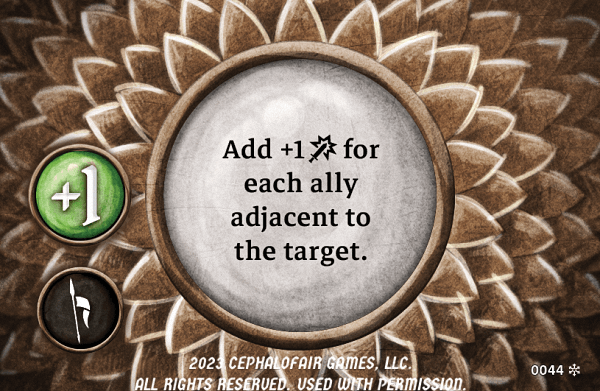 Add +1 for
each ally
adjacent to
the target.
+1
2023 CEPHALOFAIR GAMES, LLC.
ALL RIGHTS RESERVED. USED WITH PERMISSION.
0044